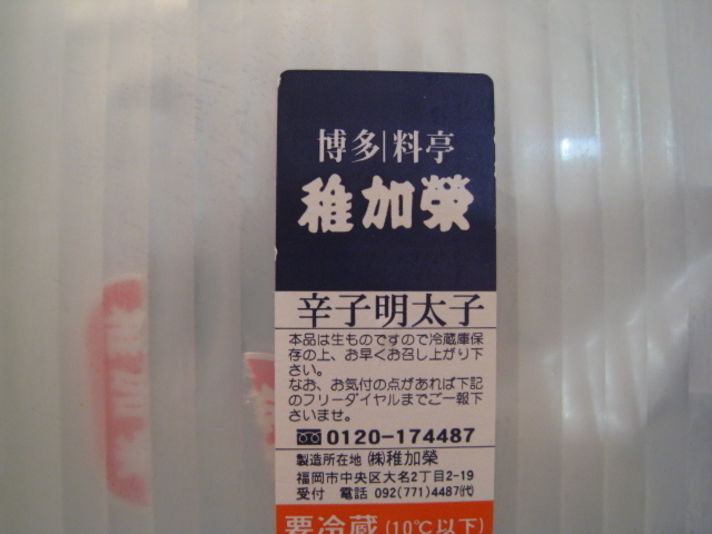 博多|料亭
稚加榮
辛子明太子
本品は生ものですので冷蔵庫保
存の上、お早くお召し上がり下
さい。
なお、お気付の点があれば下記
のフリーダイヤルまでご一報下
さいませ。
0120-174487
製造所在地 ㈱稚加榮
福岡市中央区大名2丁目2-19
受付 電話 092(771)4487㈹
要冷蔵(10℃以下)
稚加榮